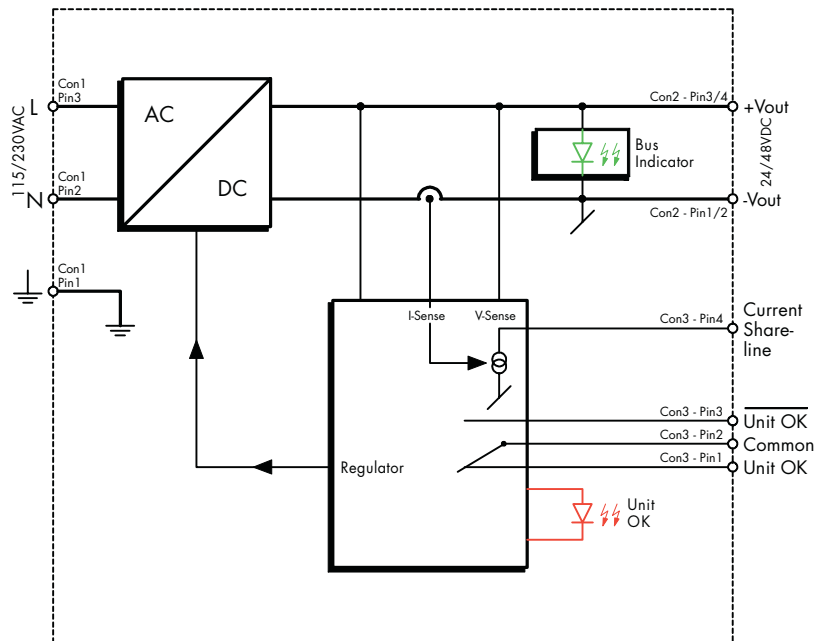 Con1
Pin3
L
AC
Con2 - Pin3/4
+Vout
115/230VAC
Bus
Indicator
24/48VDC
Con1
Pin2
N
DC
-Vout
Con2 - Pin1/2
Con1
Pin1
I-Sense
V-Sense
Con3 - Pin4
Current
Share-
line
Con3 - Pin3
Unit OK
Con3 - Pin2
Common
Con3 - Pin1
Unit OK
Regulator
Unit
OK